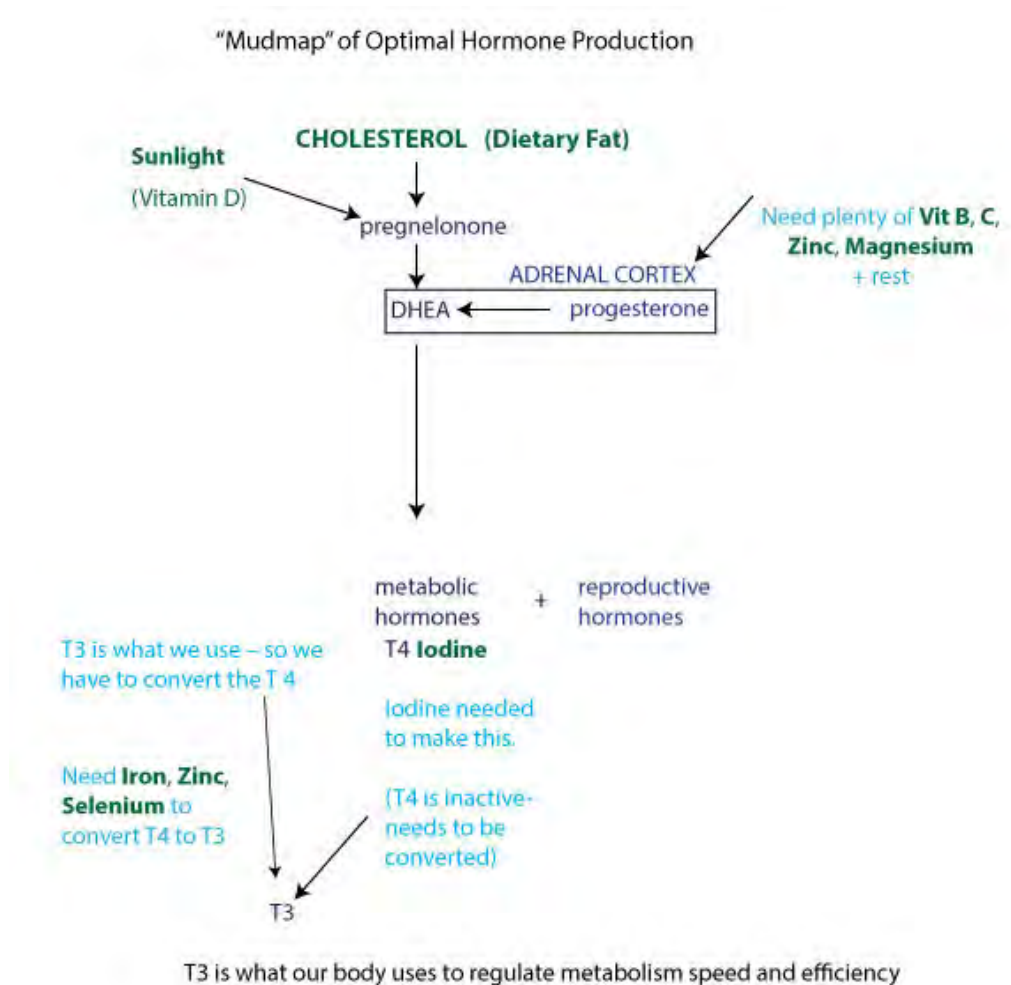 "Mudmap" of Optimal Hormone Production
CHOLESTEROL (Dietary Fat)
Sunlight
(Vitamin D)
pregnelonone
Need plenty of Vit B, C,
Zinc, Magnesium
+ rest
ADRENAL CORTEX
DHEA
progesterone
metabolic
hormones
+
reproductive
hormones
T4 Iodine
T3 is what we use – so we
have to convert the T 4
Iodine needed
to make this.
Need Iron, Zinc,
Selenium to
convert T4 to T3
(T4 is inactive-
needs to be
converted)
T3
T3 is what our body uses to regulate metabolism speed and efficiency